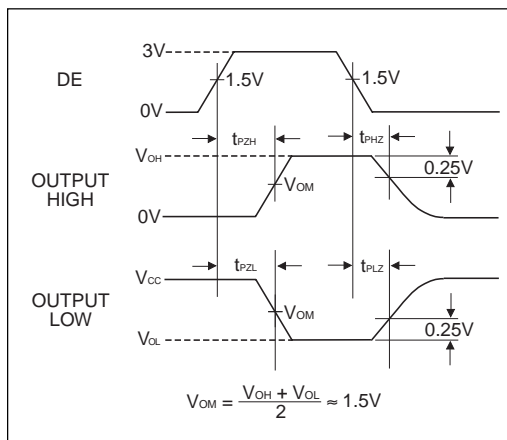 3V
DE
1.5V
1.5V
0V
tPZH
tPHZ
VOH
0.25V
OUTPUT
HIGH
VOM
0V
tPZL
tPLZ
VCC
OUTPUT
LOW
VOM
0.25V
VOL
VOM = VOH + VOL / 2 ≈ 1.5V